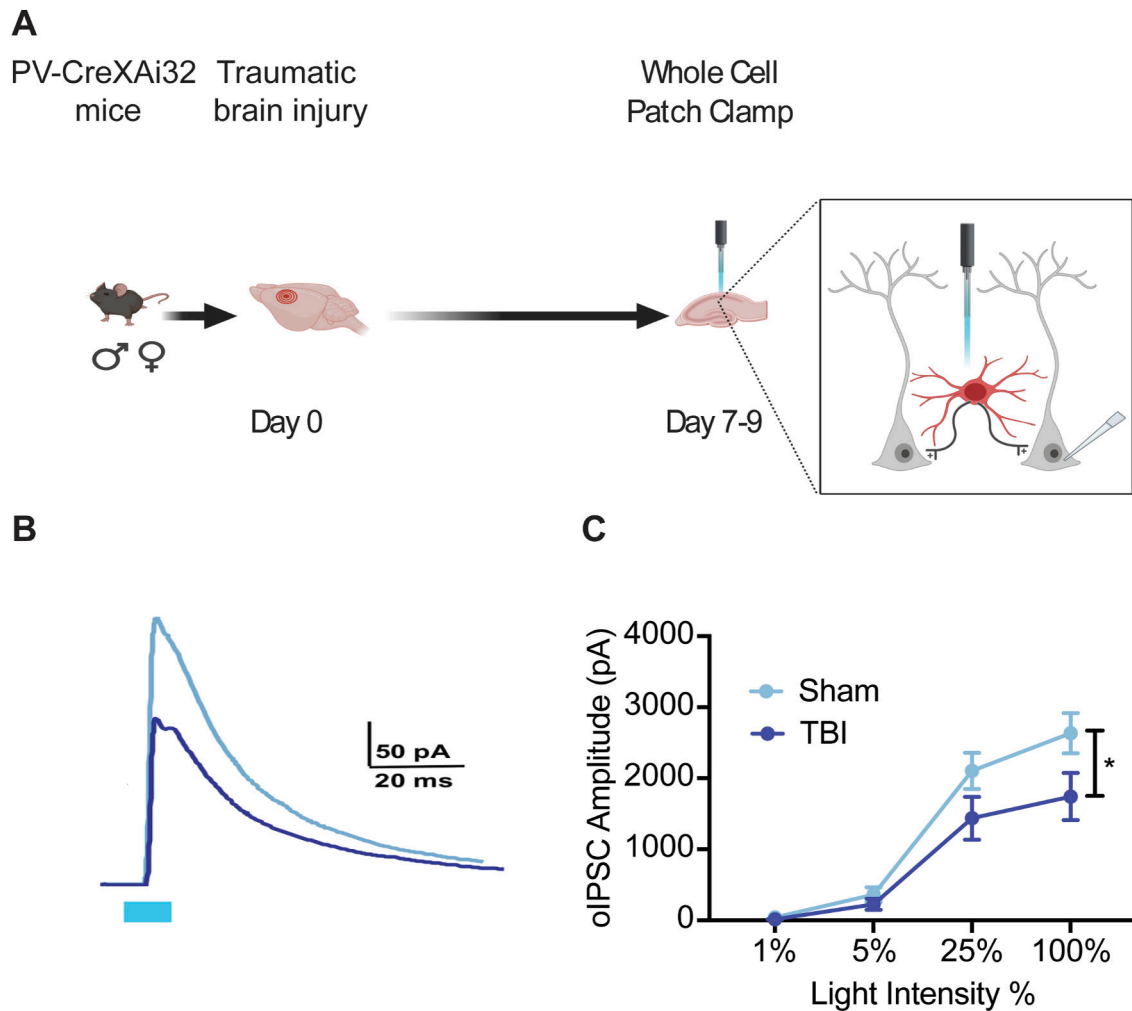 A
PV-CreXAi32
mice
Traumatic
brain injury
Whole Cell
Patch Clamp
♂ ♀
Day 0
Day 7-9
+
+
B
50 pA
20 ms
C
oIPSC Amplitude (pA)
4000
3000
2000
1000
0
Sham
TBI
*
1% 5% 25% 100%
Light Intensity %